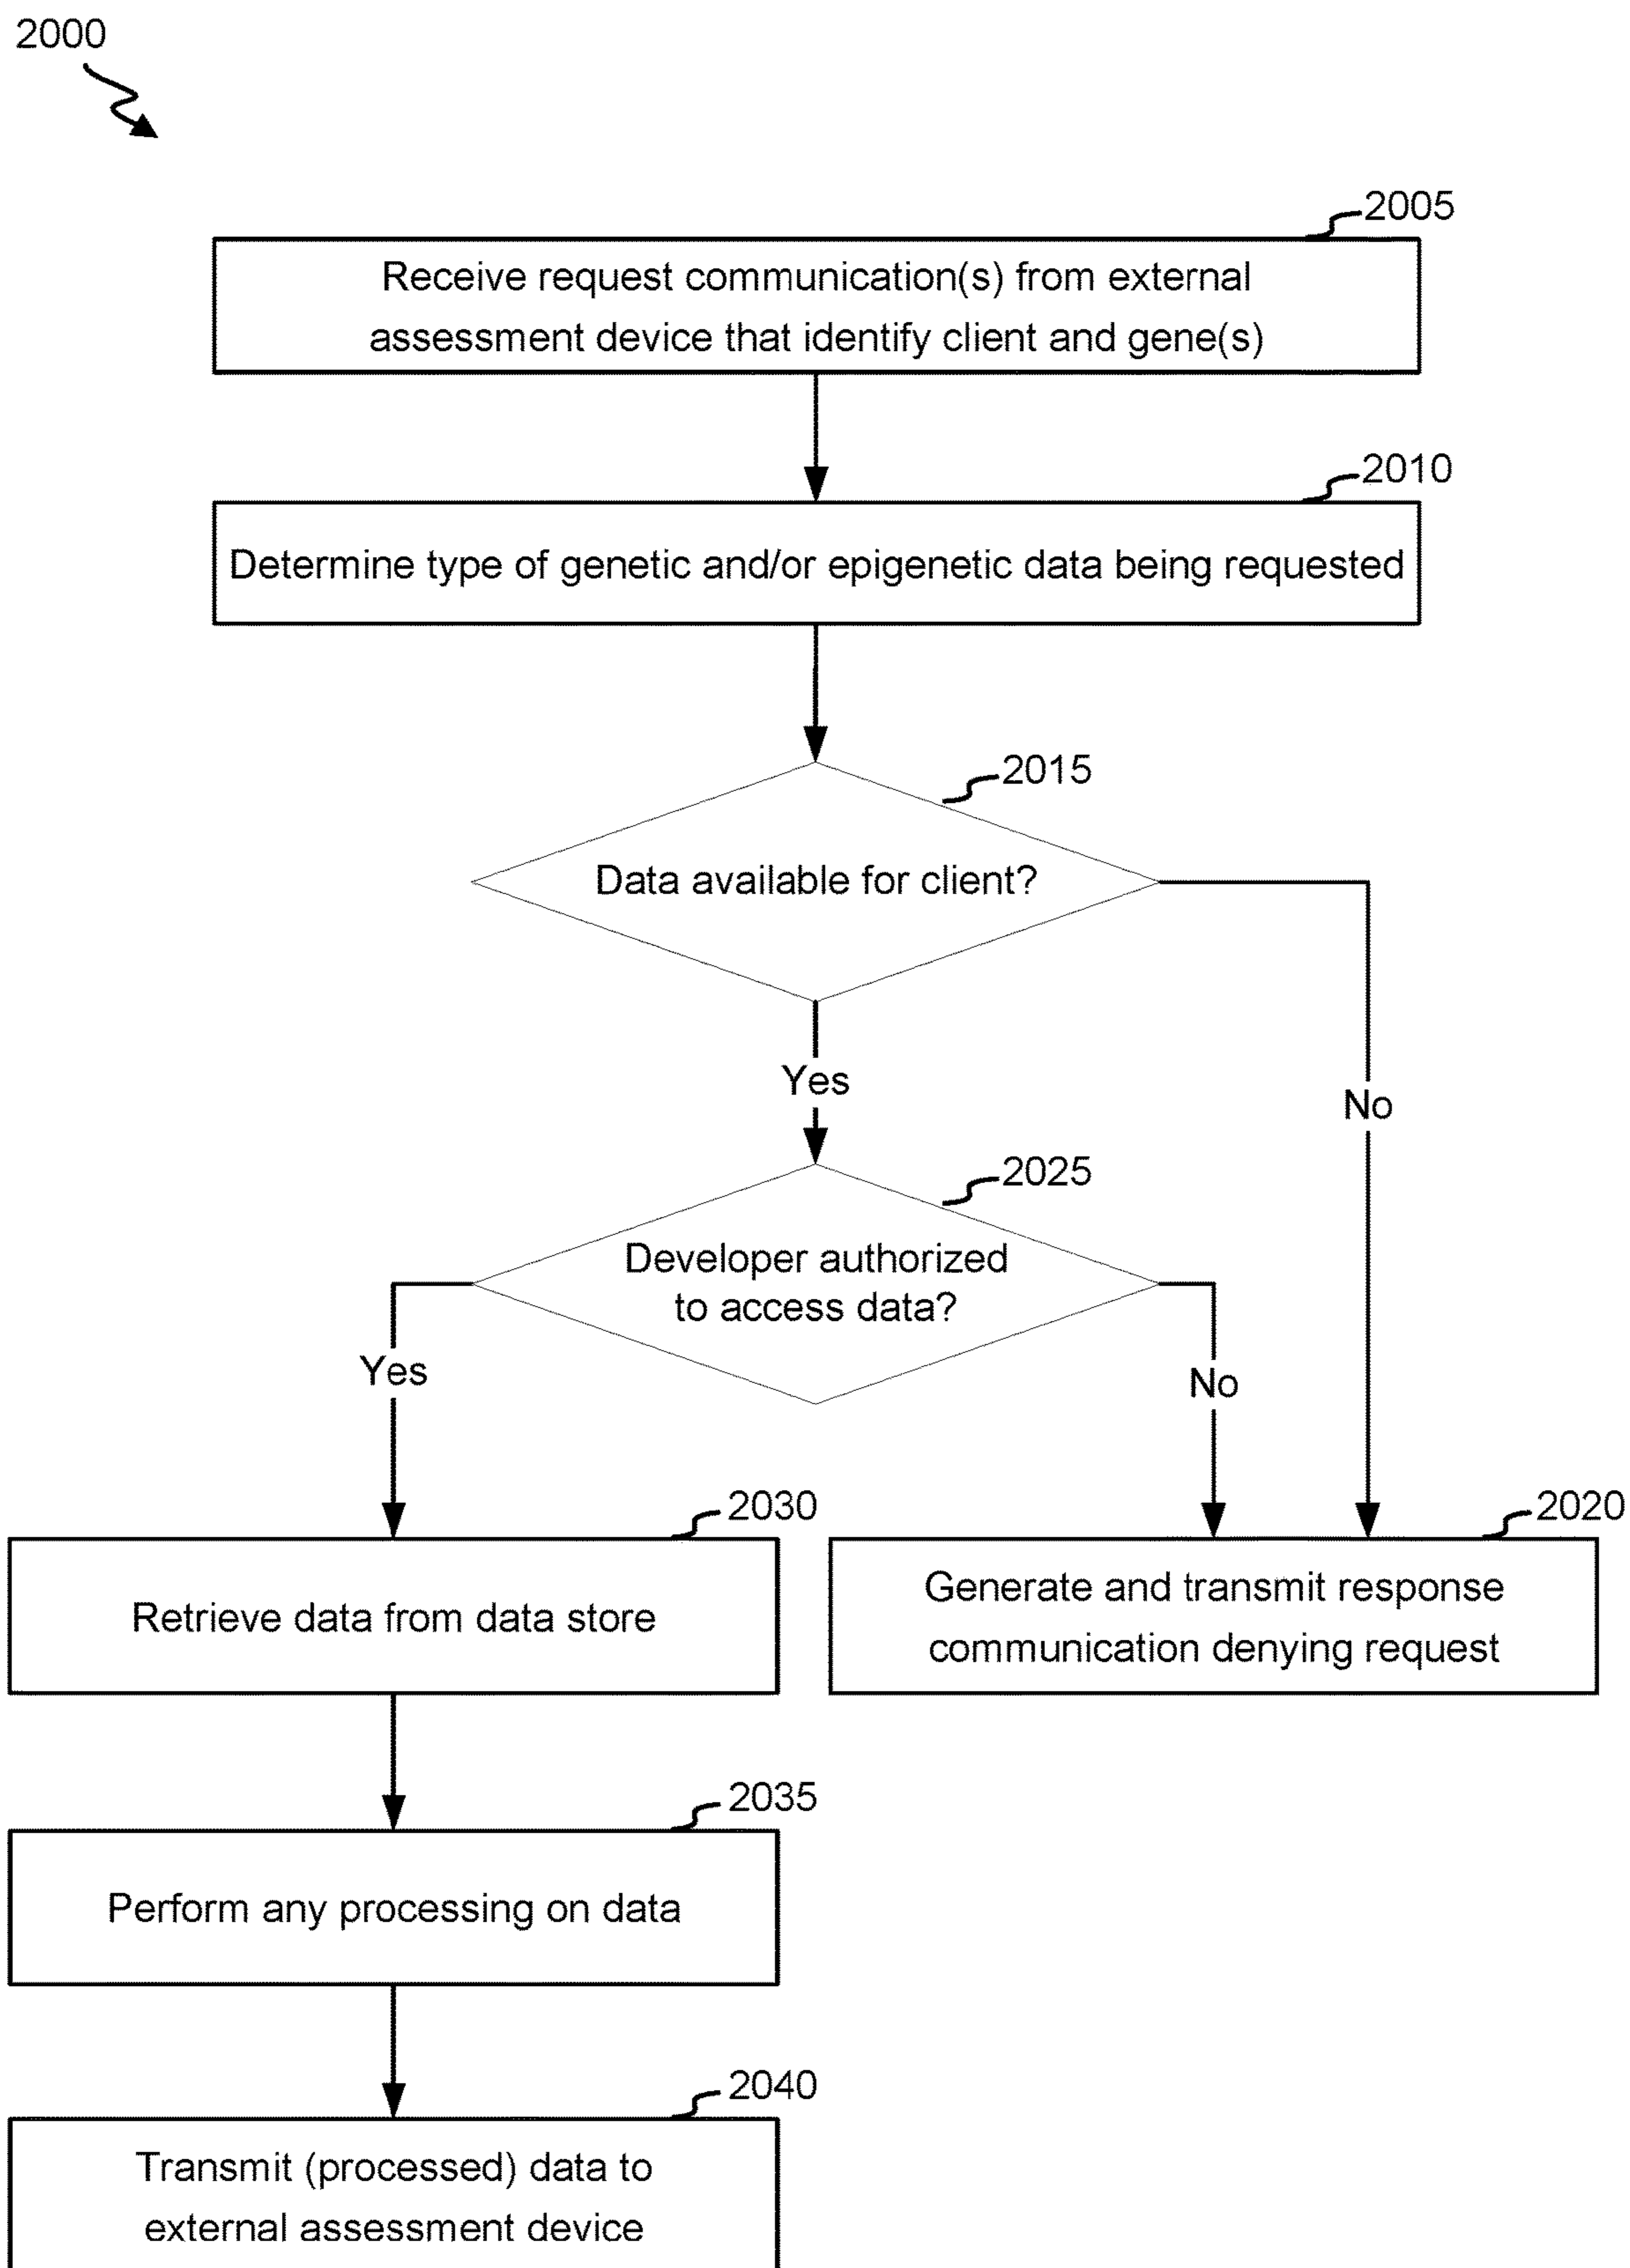 2000
2005
Receive request communication(s) from external
assessment device that identify client and gene(s)
2010
Determine type of genetic and/or epigenetic data being requested
2015
Data available for client?
Yes
No
2025
Developer authorized
to access data?
Yes
No
2030
Retrieve data from data store
2020
Generate and transmit response
communication denying request
2035
Perform any processing on data
2040
Transmit (processed) data to
external assessment device